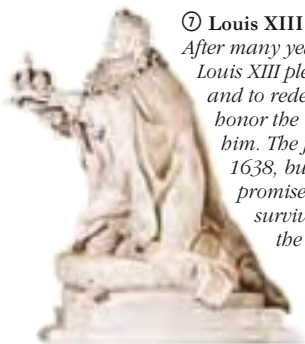 ⑦ Louis XIII
After many yea
Louis XIII ple
and to rede
honor the
him. The f
1638, bu
promise
surviv
the